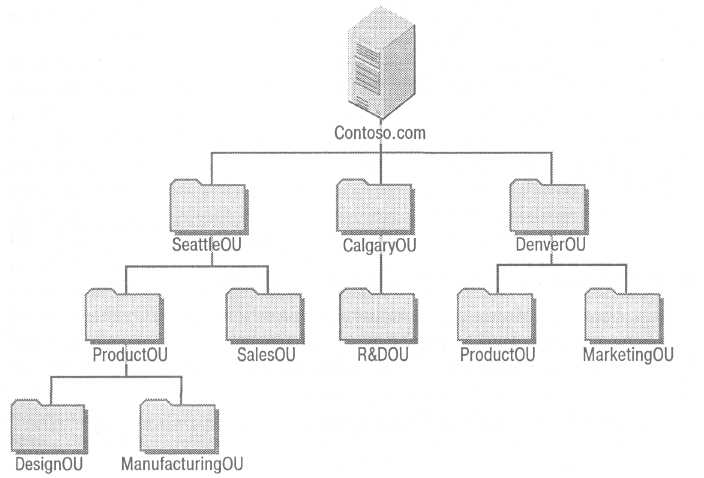 Contoso.com
SeattleOU
CalgaryOU
DenverOU
ProductOU
SalesOU
R&DOU
ProductOU
MarketingOU
DesignOU
ManufacturingOU